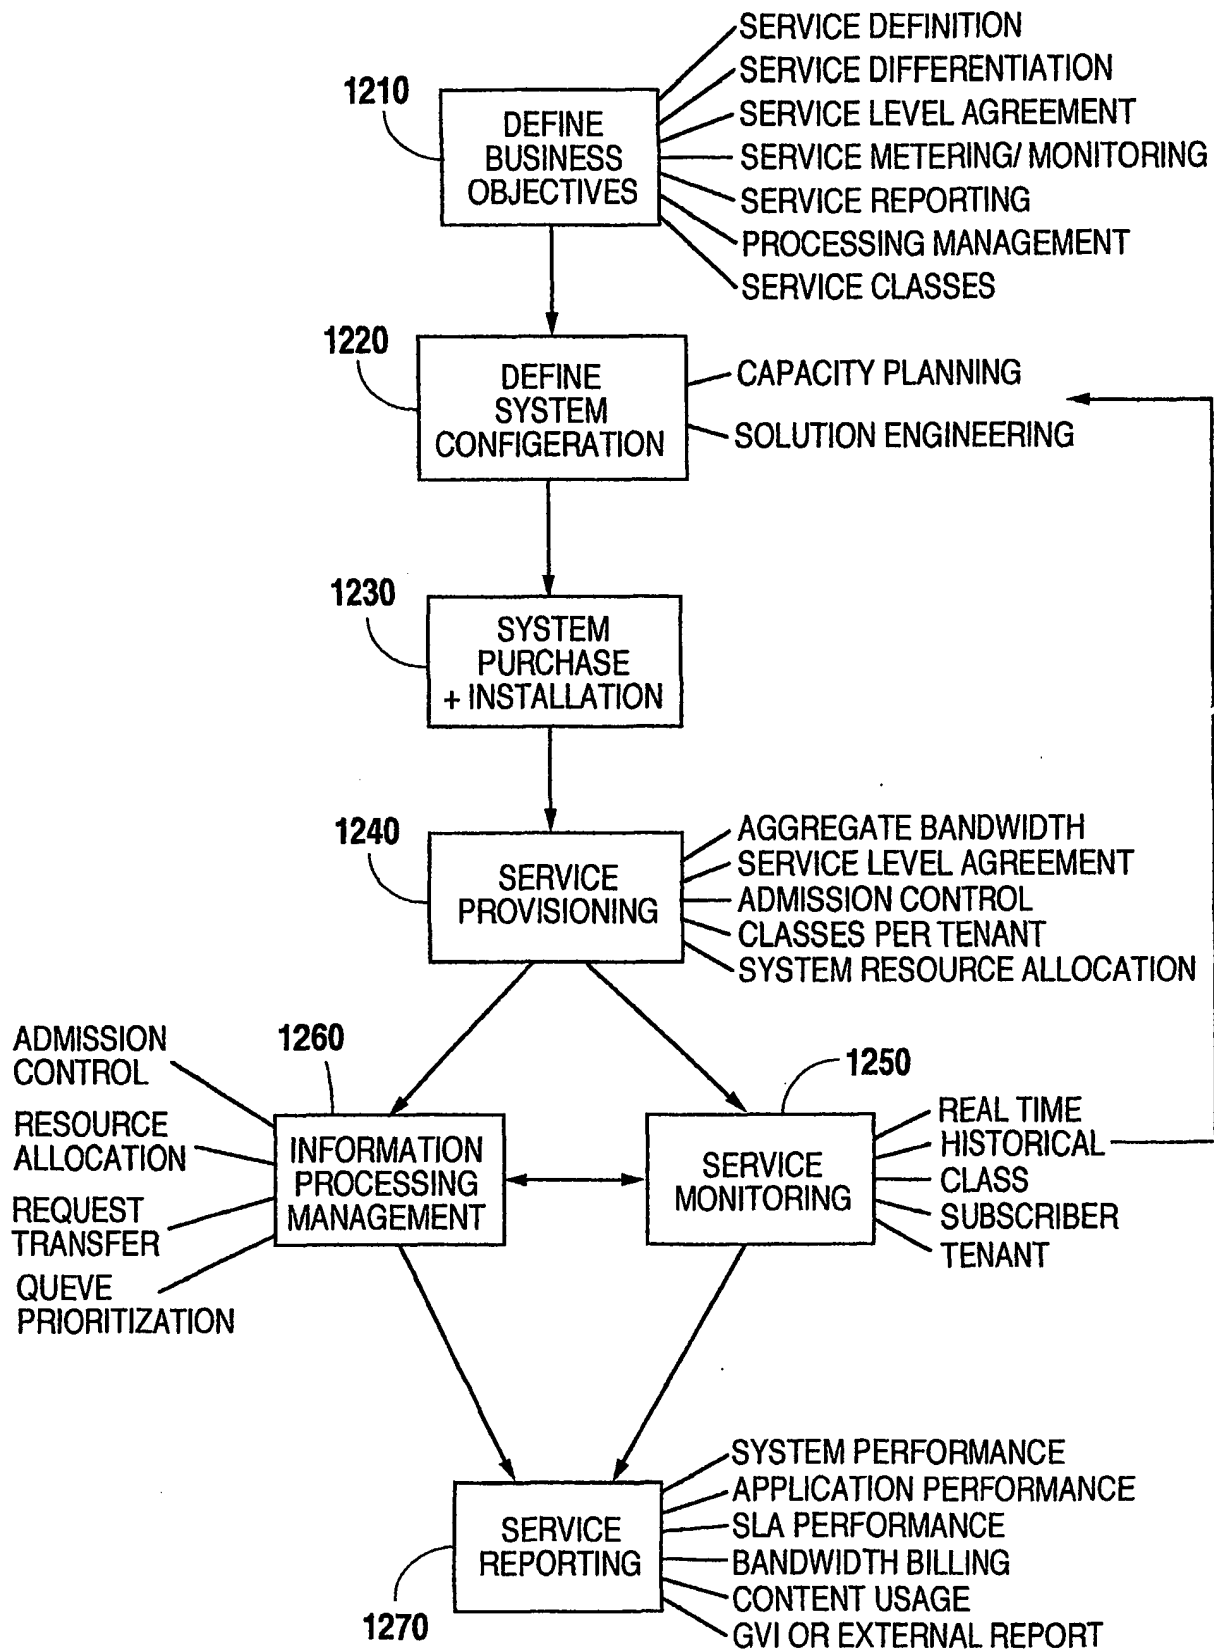 SERVICE DEFINITION
SERVICE DIFFERENTIATION
SERVICE LEVEL AGREEMENT
SERVICE METERING/ MONITORING
SERVICE REPORTING
PROCESSING MANAGEMENT
SERVICE CLASSES
1210
DEFINE
BUSINESS
OBJECTIVES
1220
DEFINE
SYSTEM
CONFIGERATION
CAPACITY PLANNING
SOLUTION ENGINEERING
1230
SYSTEM
PURCHASE
+ INSTALLATION
1240
SERVICE
PROVISIONING
AGGREGATE BANDWIDTH
SERVICE LEVEL AGREEMENT
ADMISSION CONTROL
CLASSES PER TENANT
SYSTEM RESOURCE ALLOCATION
ADMISSION
CONTROL
RESOURCE
ALLOCATION
REQUEST
TRANSFER
QUEVE
PRIORITIZATION
1260
INFORMATION
PROCESSING
MANAGEMENT
1250
SERVICE
MONITORING
REAL TIME
HISTORICAL
CLASS
SUBSCRIBER
TENANT
SERVICE
REPORTING
1270
SYSTEM PERFORMANCE
APPLICATION PERFORMANCE
SLA PERFORMANCE
BANDWIDTH BILLING
CONTENT USAGE
GVI OR EXTERNAL REPORT